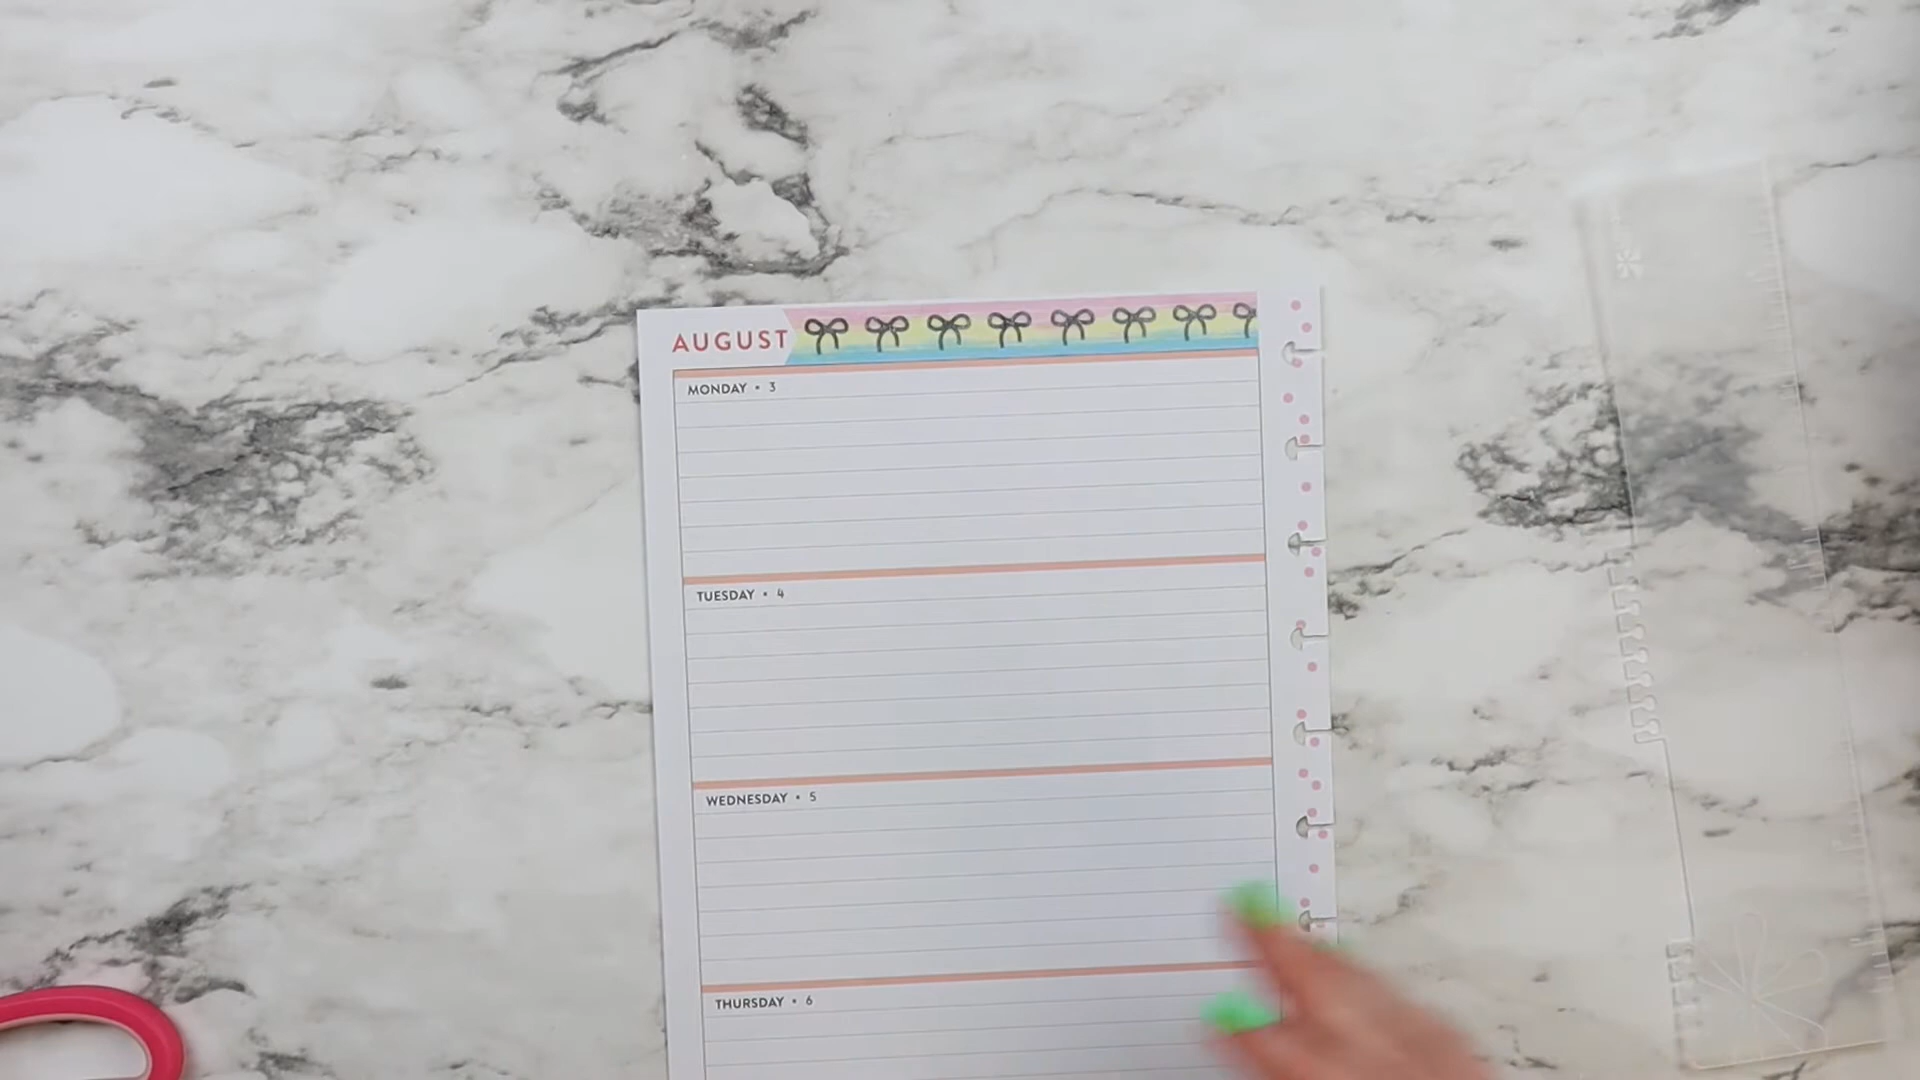 AUGUST
MONDAY • 3
TUESDAY • 4
WEDNESDAY • 5
THURSDAY • 6